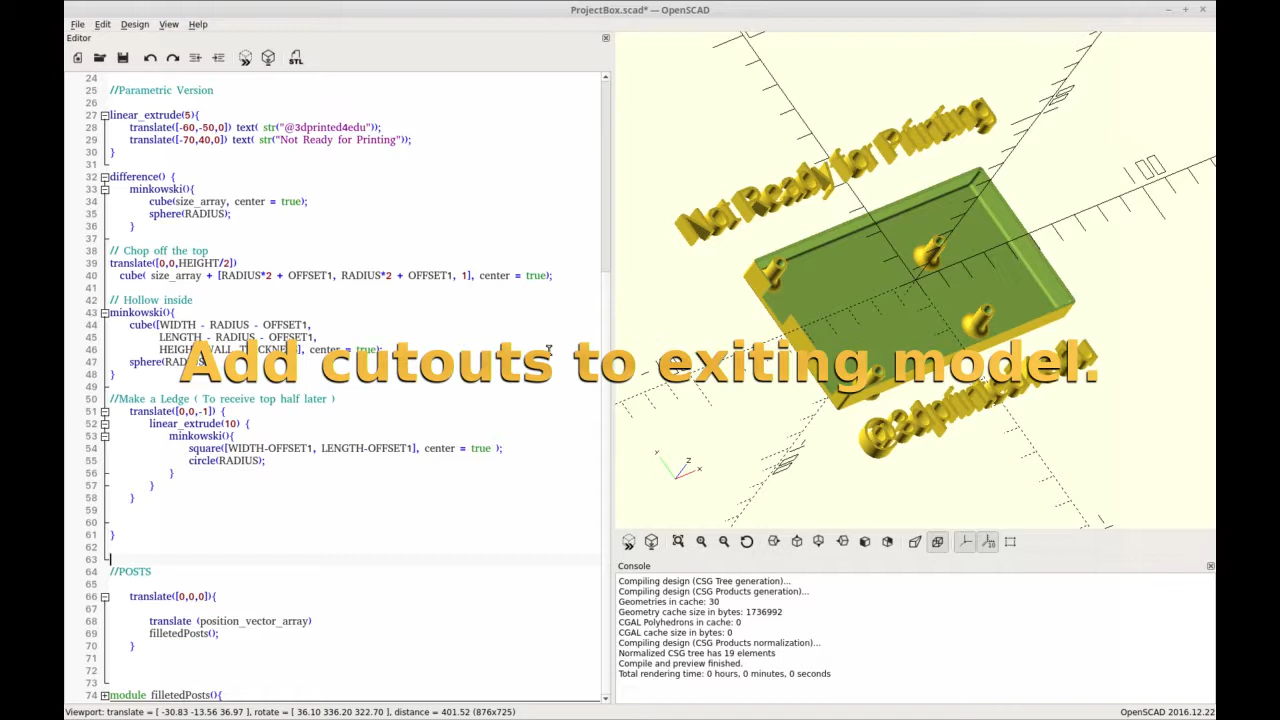 ProjectBox.scad* — OpenSCAD
File Edit Design View Help
Editor
STL
24
25 //Parametric Version
26
27 linear_extrude(5){
28 translate([-60,-50,0]) text( str("@3dprinted4edu"));
29 translate([-70,40,0]) text( str("Not Ready for Printing"));
30 }
31
32 difference() {
33 minkowski(){
34 cube(size_array, center = true);
35 sphere(RADIUS);
36 }
37
38 // Chop off the top
39 translate([0,0,HEIGHT/2])
40 cube( size_array + [RADIUS*2 + OFFSET1, RADIUS*2 + OFFSET1, 1], center = true);
41
42 // Hollow inside
43 minkowski(){
44 cube([WIDTH - RADIUS - OFFSET1,
45 LENGTH - RADIUS - OFFSET1,
46 center = true);
47
48 }
49
50 //Make a Ledge ( To receive top half later )
51 translate([0,0,-1]) {
52 linear_extrude(10) {
53 minkowski(){
54 square([WIDTH-OFFSET1, LENGTH-OFFSET1], center = true );
55 circle(RADIUS);
56 }
57 }
58 }
59
60
61 }
62
63
64 //POSTS
65
66 translate([0,0,0]){
67
68 translate (position_vector_array)
69 filletedPosts();
70 }
71
72
73
74 module filletedPosts(){
Add cutouts to exiting model.
Not Ready for Printing
100
Y Z X
10
Console
Compiling design (CSG Tree generation)...
Compiling design (CSG Products generation)...
Geometries in cache: 30
Geometry cache size in bytes: 1736992
CGAL Polyhedrons in cache: 0
CGAL cache size in bytes: 0
Compiling design (CSG Products normalization)...
Normalized CSG tree has 19 elements
Compile and preview finished.
Total rendering time: 0 hours, 0 minutes, 0 seconds
Viewport: translate = [ -30.83 -13.56 36.97 ], rotate = [ 36.10 336.20 322.70 ], distance = 401.52 (876x725)
OpenSCAD 2016.12.22